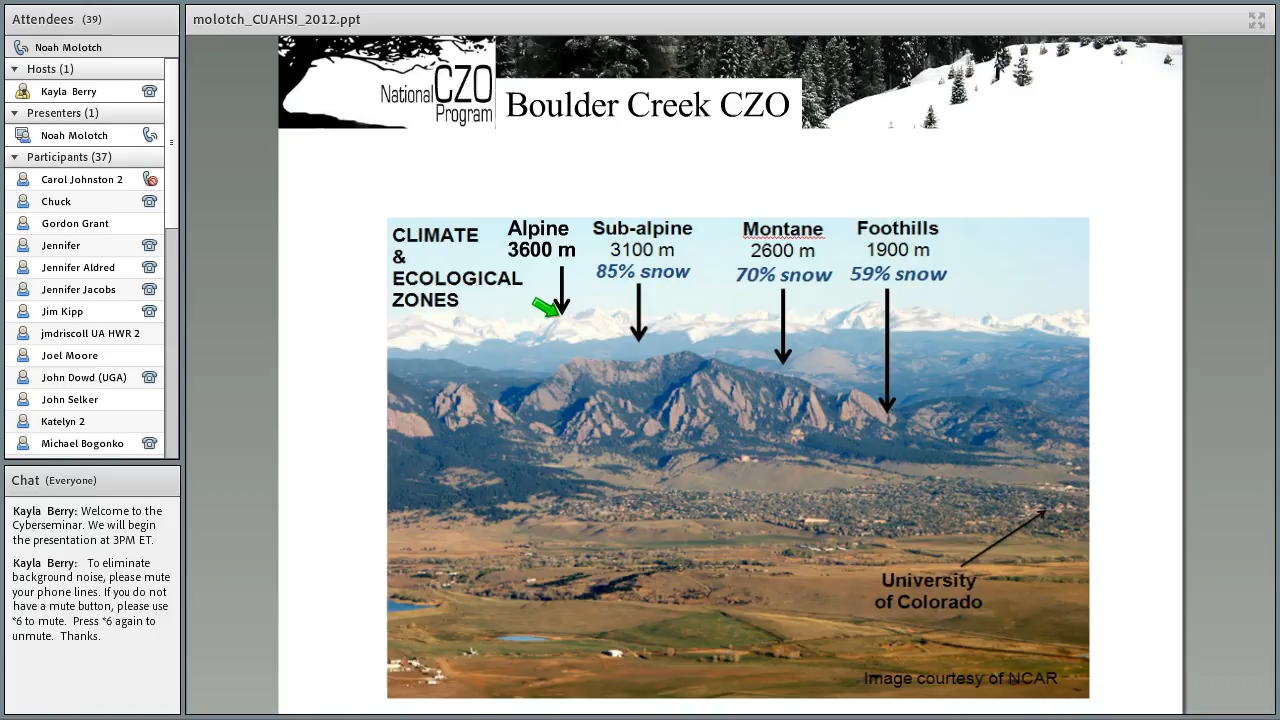 Attendees (39)
Noah Molotch
Hosts (1)
Kayla Berry
Presenters (1)
Noah Molotch
Participants (37)
Carol Johnston 2
Chuck
Gordon Grant
Jennifer
Jennifer Aldred
Jennifer Jacobs
Jim Kipp
jmdriscoll UA HWR 2
Joel Moore
John Dowd (UGA)
John Selker
Katelyn 2
Michael Bogonko
Chat (Everyone)
Kayla Berry: Welcome to the
Cyberseminar. We will begin
the presentation at 3PM ET.
Kayla Berry: To eliminate
background noise, please mute
your phone lines. If you do not
have a mute button, please use
*6 to mute. Press *6 again to
unmute. Thanks.
molotch_CUAHSI_2012.ppt
National CZO
Program
Boulder Creek CZO
CLIMATE
&
ECOLOGICAL
ZONES
Alpine
3600 m
Sub-alpine
3100 m
85% snow
Montane
2600 m
70% snow
Foothills
1900 m
59% snow
University
of Colorado
Image courtesy of NCAR